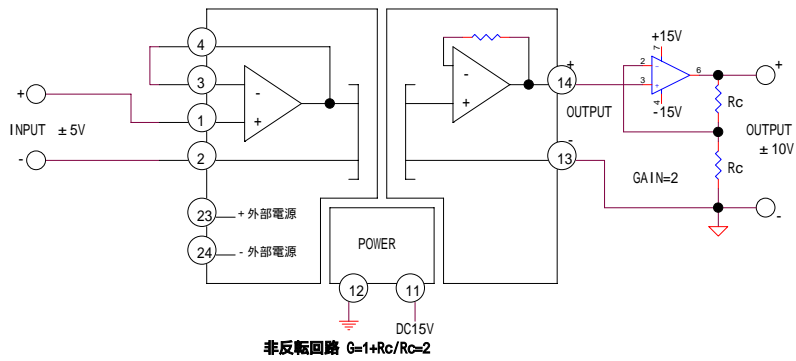 4
3
1
2
+
INPUT ±5V
-
-
+
23
+外部電源
24
-外部電源
POWER
12
11
DC15V
-
+
+
14
OUTPUT
-
13
+15V
7
2
-
6
3
+
4
-15V
GAIN=2
Rc
Rc
+
OUTPUT
±10V
-
非反転回路 G=1+Rc/Rc=2